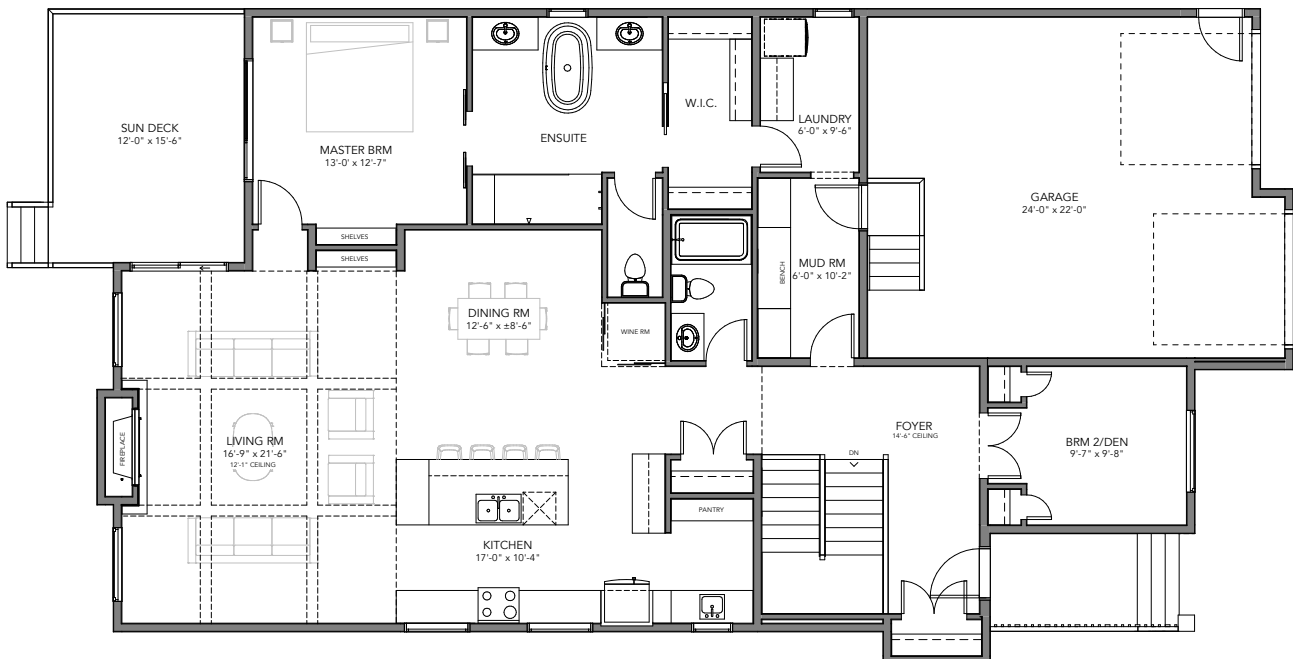 SUN DECK
12'-0" x 15'-6"
MASTER BRM
13'-0' x 12'-7"
ENSUITE
W.I.C.
LAUNDRY
6'-0" x 9'-6"
GARAGE
24'-0" x 22'-0"
SHELVES
SHELVES
MUD RM
6'-0" x 10'-2"
BENCH
DINING RM
12'-6" x ±8'-6"
WINE RM
LIVING RM
16'-9" x 21'-6"
12'-1" CEILING
FIREPLACE
FOYER
14'-6" CEILING
DN
BRM 2/DEN
9'-7" x 9'-8"
PANTRY
KITCHEN
17'-0" x 10'-4"